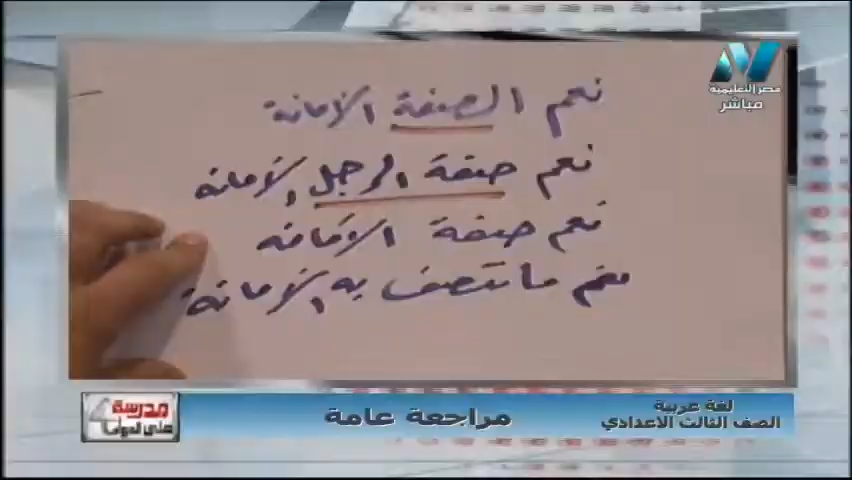 نعم الصفة الأمانة
نعم صفة الرجل الأمانة
نعم صفة الأمانة
نعم ما تتصف به الأمانة
مصر التعليمية
مباشر
لغة عربية
الصف الثالث الاعدادي
مراجعة عامة
مدرسة
على الهواء